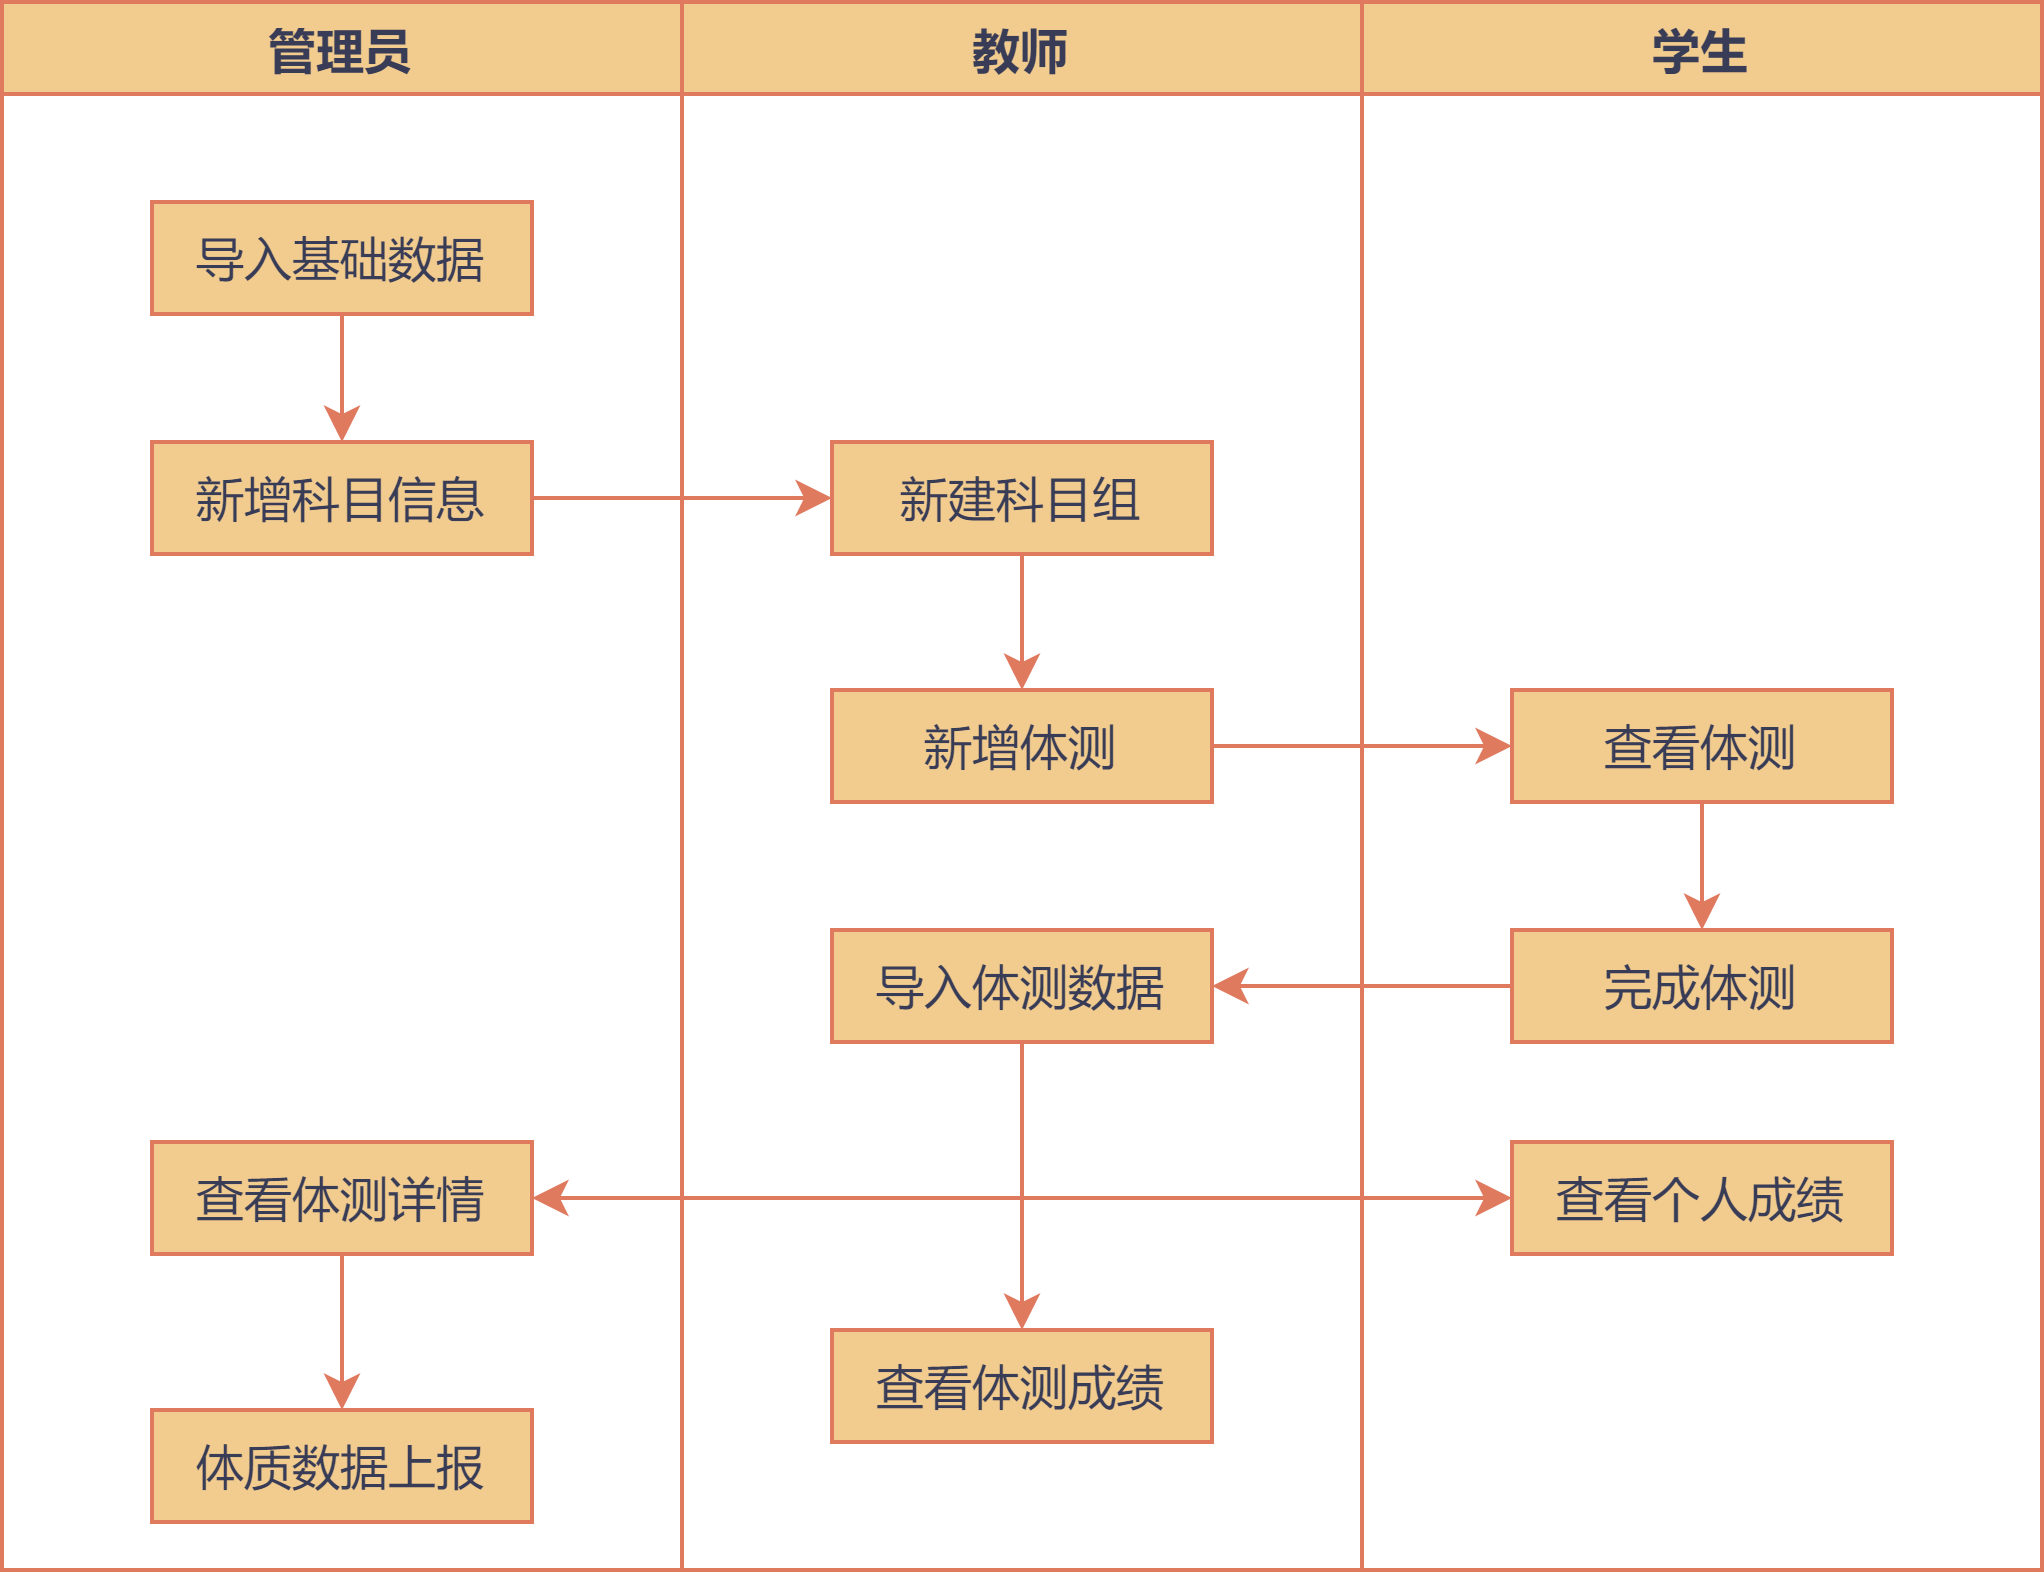 管理员
教师
学生
导入基础数据
新增科目信息
新建科目组
新增体测
查看体测
导入体测数据
完成体测
查看体测详情
查看个人成绩
查看体测成绩
体质数据上报